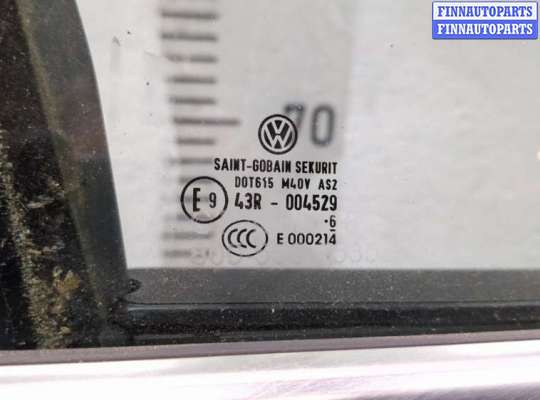 FINNAUTOPARTS
FINNAUTOPARTS
70
SAINT-GOBAIN SEKURIT
DOT615 M40V AS2
E 9 43R - 004529
·6
CCC E 000214